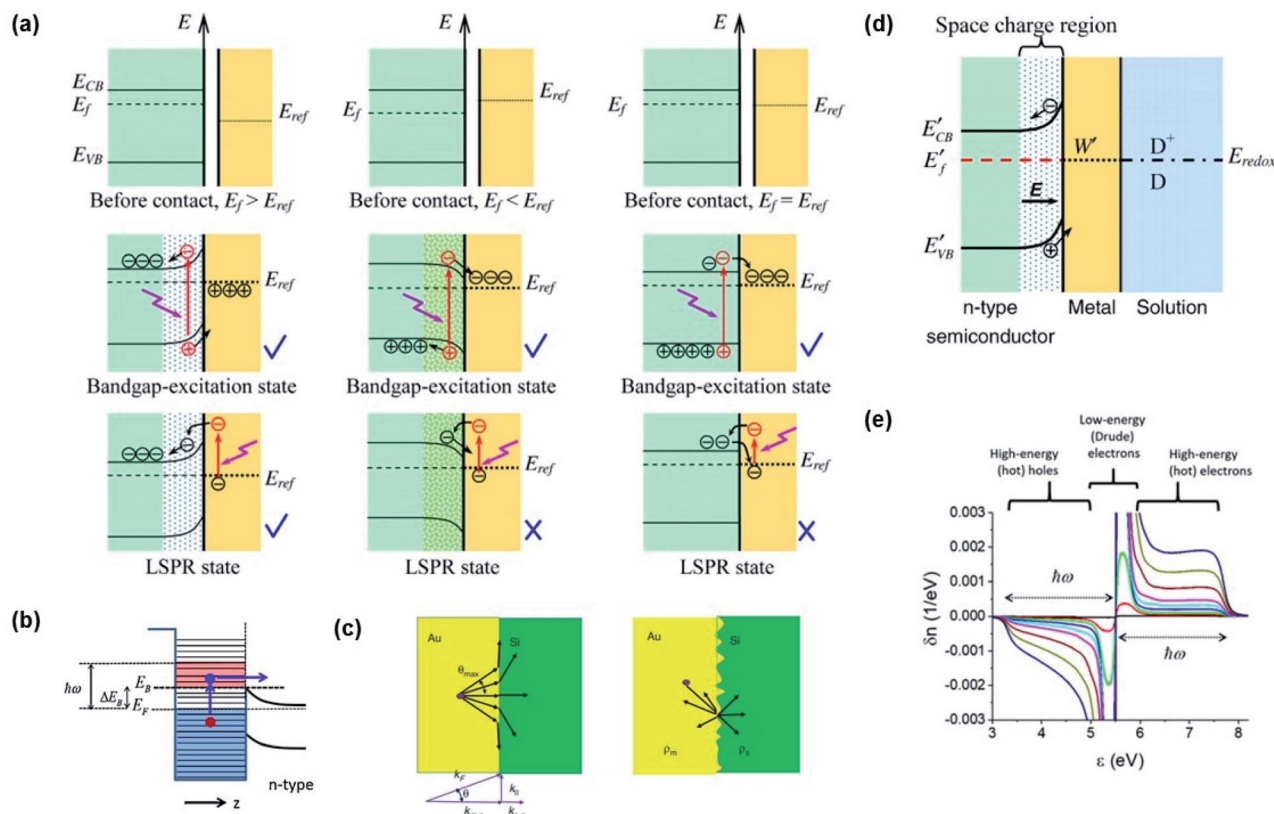 (a)
E
E
E
E_CB
E_f
E_VB
E_ref
Before contact, E_f > E_ref
E_f
E_ref
Before contact, E_f < E_ref
E_f
E_ref
Before contact, E_f = E_ref
E_ref
Bandgap-excitation state
E_ref
Bandgap-excitation state
E_ref
Bandgap-excitation state
E_ref
LSPR state
E_ref
LSPR state
E_ref
LSPR state
(b)
ħω
ΔE_B
E_B
E_F
n-type
z
(c)
Au
Si
θ_max
k_F
θ
k_II
Au
Si
ρ_m
ρ_s
(d)
Space charge region
E'_CB
E'_f
E'_VB
E
W'
D+
D
E_redox
n-type
semiconductor
Metal
Solution
(e)
Low-energy
(Drude)
electrons
High-energy
(hot) holes
High-energy
(hot) electrons
δn (1/eV)
0.003
0.002
0.001
0.000
-0.001
-0.002
-0.003
ħω
ħω
3 4 5 6 7 8
ε (eV)